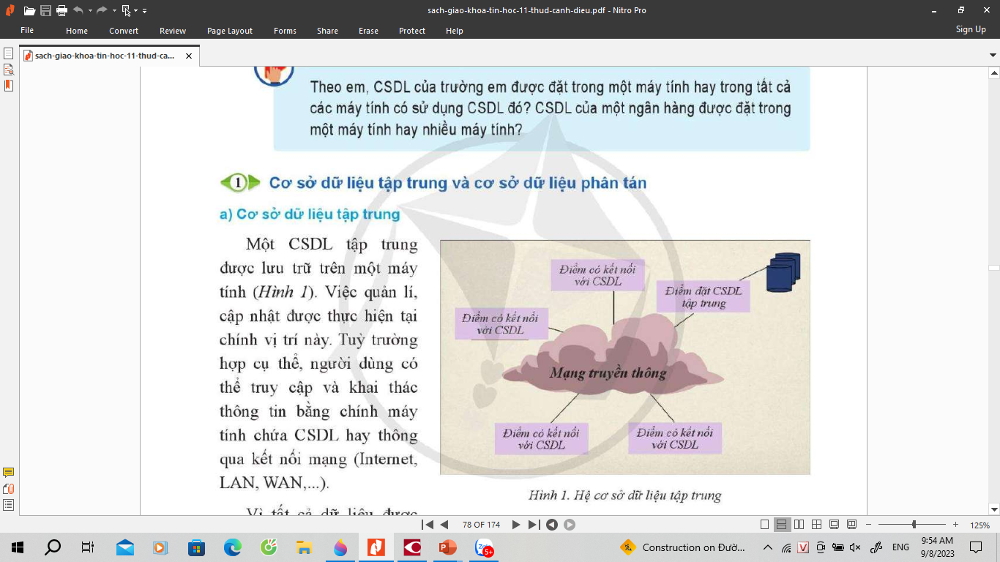 sach-giao-khoa-tin-hoc-11-thud-canh-dieu.pdf - Nitro Pro
File
Home
Convert
Review
Page Layout
Forms
Share
Erase
Protect
Help
Sign Up
sach-giao-khoa-tin-hoc-11-thud-ca...
Theo em, CSDL của trường em được đặt trong một máy tính hay trong tất cả
các máy tính có sử dụng CSDL đó? CSDL của một ngân hàng được đặt trong
một máy tính hay nhiều máy tính?
1 Cơ sở dữ liệu tập trung và cơ sở dữ liệu phân tán
a) Cơ sở dữ liệu tập trung
Một CSDL tập trung
được lưu trữ trên một máy
tính (Hình 1). Việc quản lí,
cập nhật được thực hiện tại
chính vị trí này. Tuỳ trường
hợp cụ thể, người dùng có
thể truy cập và khai thác
thông tin bằng chính máy
tính chứa CSDL hay thông
qua kết nối mạng (Internet,
LAN, WAN,...).
Vì tất cả dữ liệu được
Điểm có kết nối
với CSDL
Điểm đặt CSDL
tập trung
Điểm có kết nối
với CSDL
Mạng truyền thông
Điểm có kết nối
với CSDL
Điểm có kết nối
với CSDL
Hình 1. Hệ cơ sở dữ liệu tập trung
78 OF 174
125%
Construction on Đườ...
ENG
9:54 AM
9/8/2023
5+